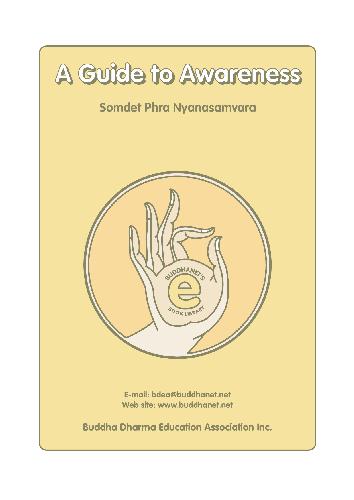 A Guide to Awareness
Somdet Phra Nyanasamvara
BUDDHANET'S
e
BOOK LIBRARY
E-mail: bdea@buddhanet.net
Web site: www.buddhanet.net
Buddha Dharma Education Association Inc.